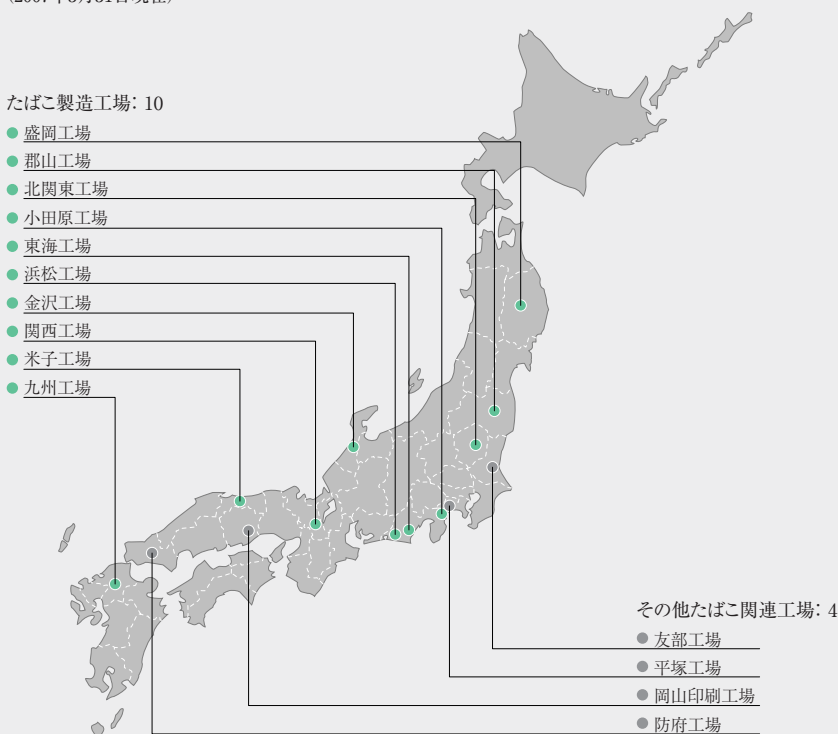 たばこ製造工場: 10
盛岡工場
郡山工場
北関東工場
小田原工場
東海工場
浜松工場
金沢工場
関西工場
米子工場
九州工場
その他たばこ関連工場: 4
友部工場
平塚工場
岡山印刷工場
防府工場